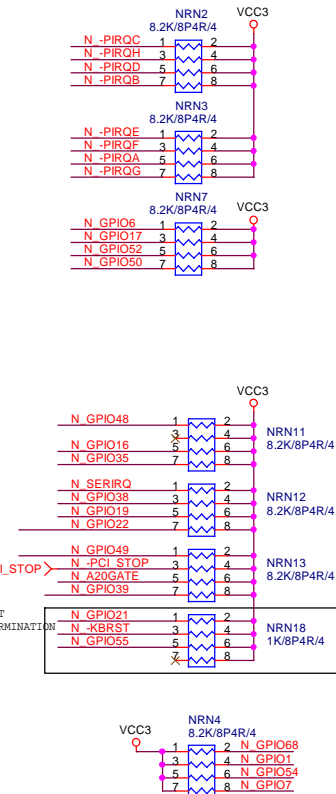 NRN2 VCC3
8.2K/8P4R/4
N_-PIRQC 1 2
N_-PIRQH 3 4
N_-PIRQD 5 6
N_-PIRQB 7 8
NRN3
8.2K/8P4R/4
N_-PIRQE 1 2
N_-PIRQF 3 4
N_-PIRQA 5 6
N_-PIRQG 7 8
NRN7 VCC3
8.2K/8P4R/4
N_GPIO6 1 2
N_GPIO17 3 4
N_GPIO52 5 6
N_GPIO50 7 8
VCC3
N_GPIO48 1 2
3 4 NRN11
N_GPIO16 5 6 8.2K/8P4R/4
N_GPIO35 7 8
N_SERIRQ 1 2
N_GPIO38 3 4 NRN12
N_GPIO19 5 6 8.2K/8P4R/4
N_GPIO22 7 8
N_GPIO49 1 2
I_STOP N_-PCI_STOP 3 4 NRN13
N_A20GATE 5 6 8.2K/8P4R/4
N_GPIO39 7 8
T N_GPIO21 1 2
RMINATION N_-KBRST 3 4 NRN18
N_GPIO55 5 6 1K/8P4R/4
7 8
NRN4
VCC3 8.2K/8P4R/4
1 2 N_GPIO68
3 4 N_GPIO1
5 6 N_GPIO54
7 8 N_GPIO7